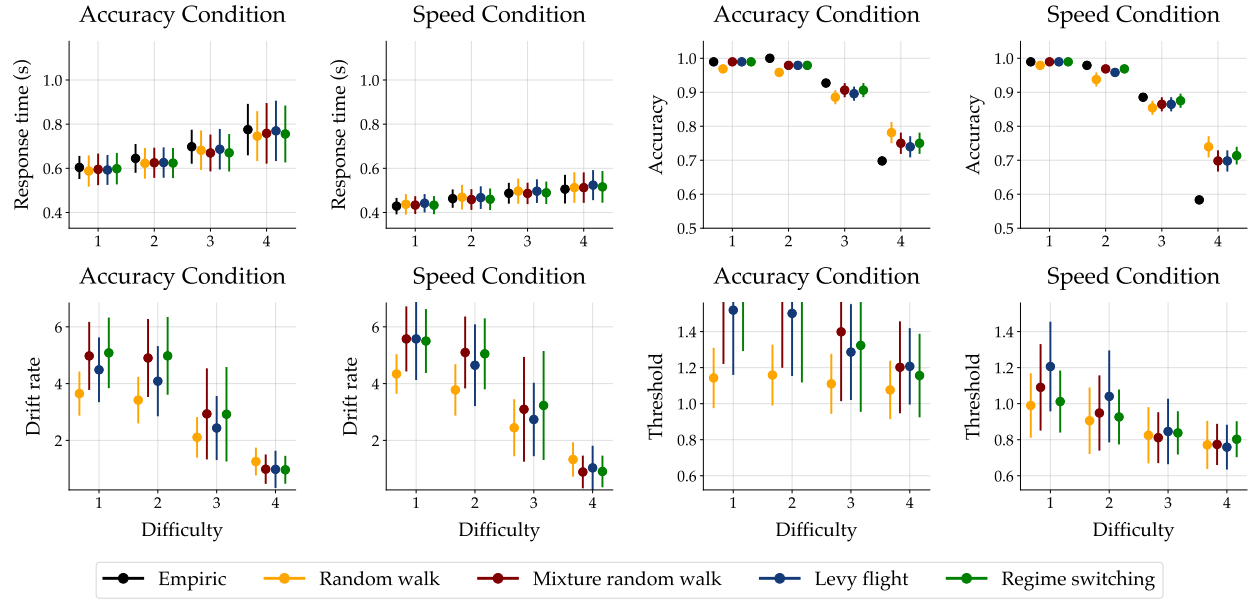 Accuracy Condition
Speed Condition
Accuracy Condition
Speed Condition
Response time (s)
1.0
0.8
0.6
0.4
1 2 3 4
Response time (s)
1.0
0.8
0.6
0.4
1 2 3 4
Accuracy
1.0
0.9
0.8
0.7
0.6
0.5
1 2 3 4
Accuracy
1.0
0.9
0.8
0.7
0.6
0.5
1 2 3 4
Accuracy Condition
Speed Condition
Accuracy Condition
Speed Condition
Drift rate
6
4
2
1 2 3 4
Difficulty
Drift rate
6
4
2
1 2 3 4
Difficulty
Threshold
1.4
1.2
1.0
0.8
0.6
1 2 3 4
Difficulty
Threshold
1.4
1.2
1.0
0.8
0.6
1 2 3 4
Difficulty
Empiric
Random walk
Mixture random walk
Levy flight
Regime switching